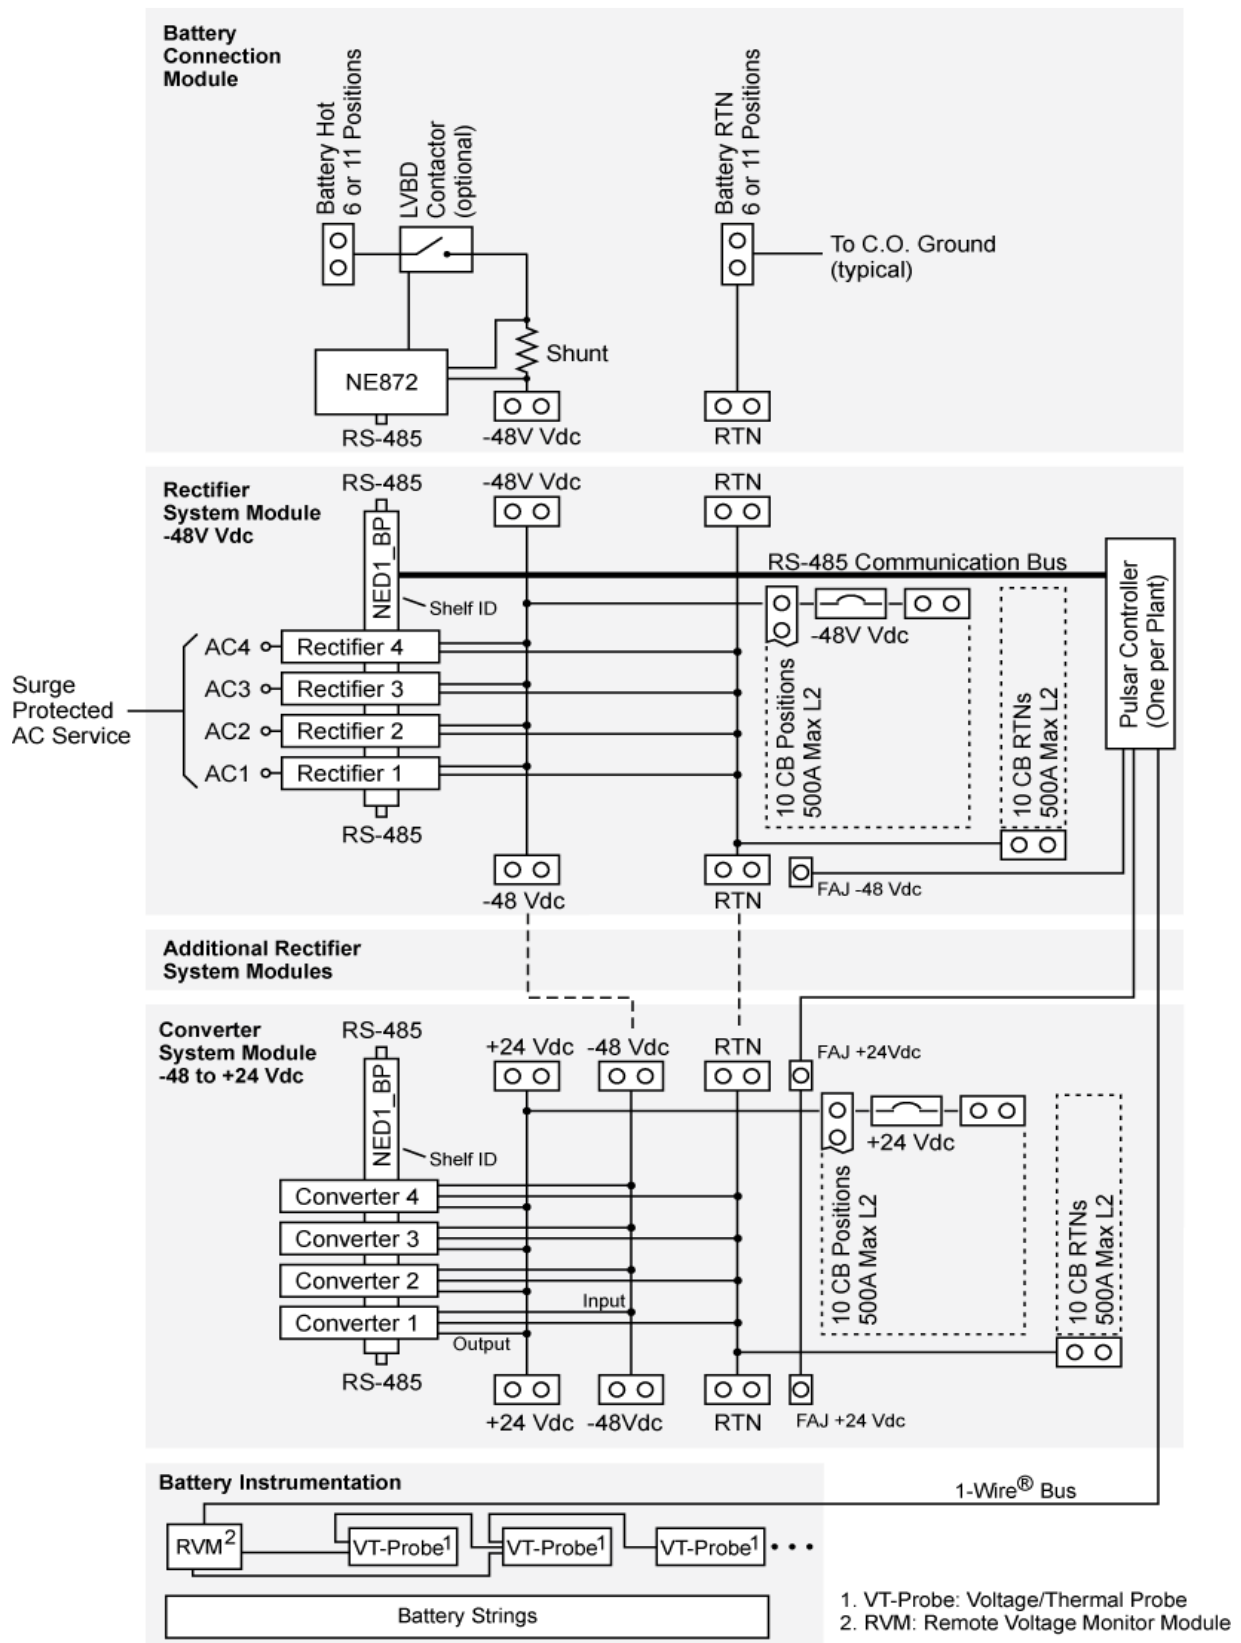 Battery
Connection
Module
Battery Hot
6 or 11 Positions
LVBD
Contactor
(optional)
Battery RTN
6 or 11 Positions
To C.O. Ground
(typical)
Shunt
NE872
RS-485
-48V Vdc
RTN
Rectifier
System Module
-48V Vdc
RS-485
-48V Vdc
RTN
NED1_BP
Shelf ID
RS-485 Communication Bus
Pulsar Controller
(One per Plant)
-48V Vdc
10 CB Positions
500A Max L2
10 CB RTNs
500A Max L2
Surge
Protected
AC Service
AC4
Rectifier 4
AC3
Rectifier 3
AC2
Rectifier 2
AC1
Rectifier 1
RS-485
-48 Vdc
RTN
FAJ -48 Vdc
Additional Rectifier
System Modules
Converter
System Module
-48 to +24 Vdc
RS-485
+24 Vdc
-48 Vdc
RTN
FAJ +24Vdc
NED1_BP
Shelf ID
+24 Vdc
10 CB Positions
500A Max L2
10 CB RTNs
500A Max L2
Converter 4
Converter 3
Converter 2
Converter 1
Input
Output
RS-485
+24 Vdc
-48Vdc
RTN
FAJ +24 Vdc
Battery Instrumentation
1-Wire® Bus
RVM2
VT-Probe1
VT-Probe1
VT-Probe1
Battery Strings
1. VT-Probe: Voltage/Thermal Probe
2. RVM: Remote Voltage Monitor Module